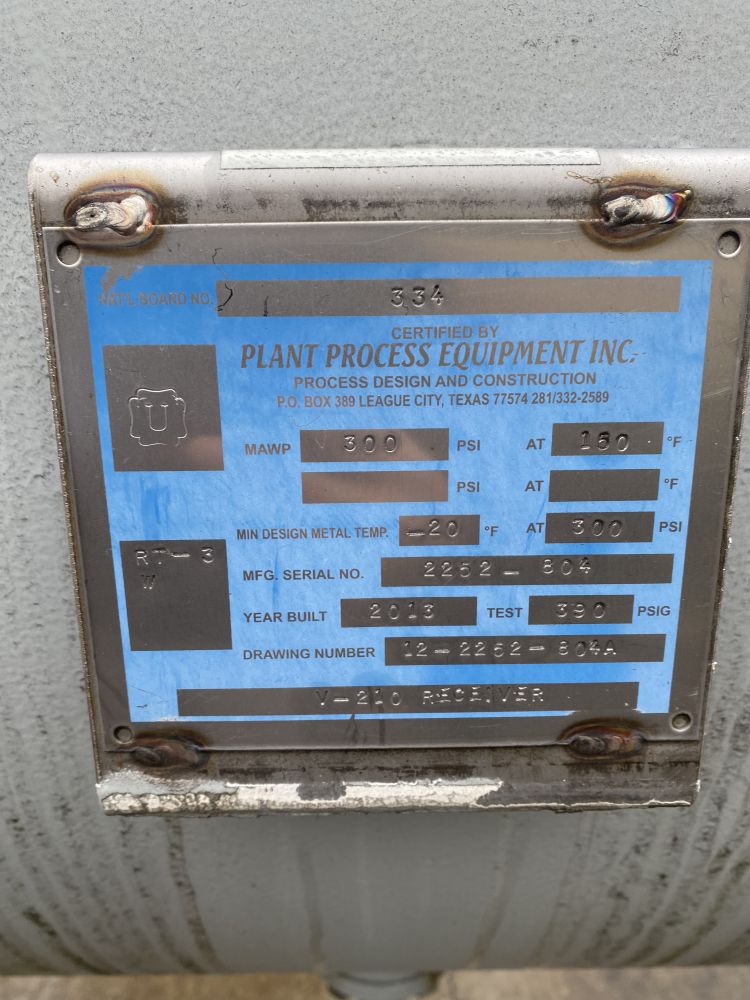 NAT'L BOARD NO. 334
CERTIFIED BY
PLANT PROCESS EQUIPMENT INC.
PROCESS DESIGN AND CONSTRUCTION
P.O. BOX 389 LEAGUE CITY, TEXAS 77574 281/332-2589
U
MAWP 300 PSI AT 150 °F
PSI AT °F
MIN DESIGN METAL TEMP. -20 °F AT 300 PSI
RT-3
W
MFG. SERIAL NO. 2252-804
YEAR BUILT 2013 TEST 390 PSIG
DRAWING NUMBER 12-2252-804A
V-210 RECEIVER